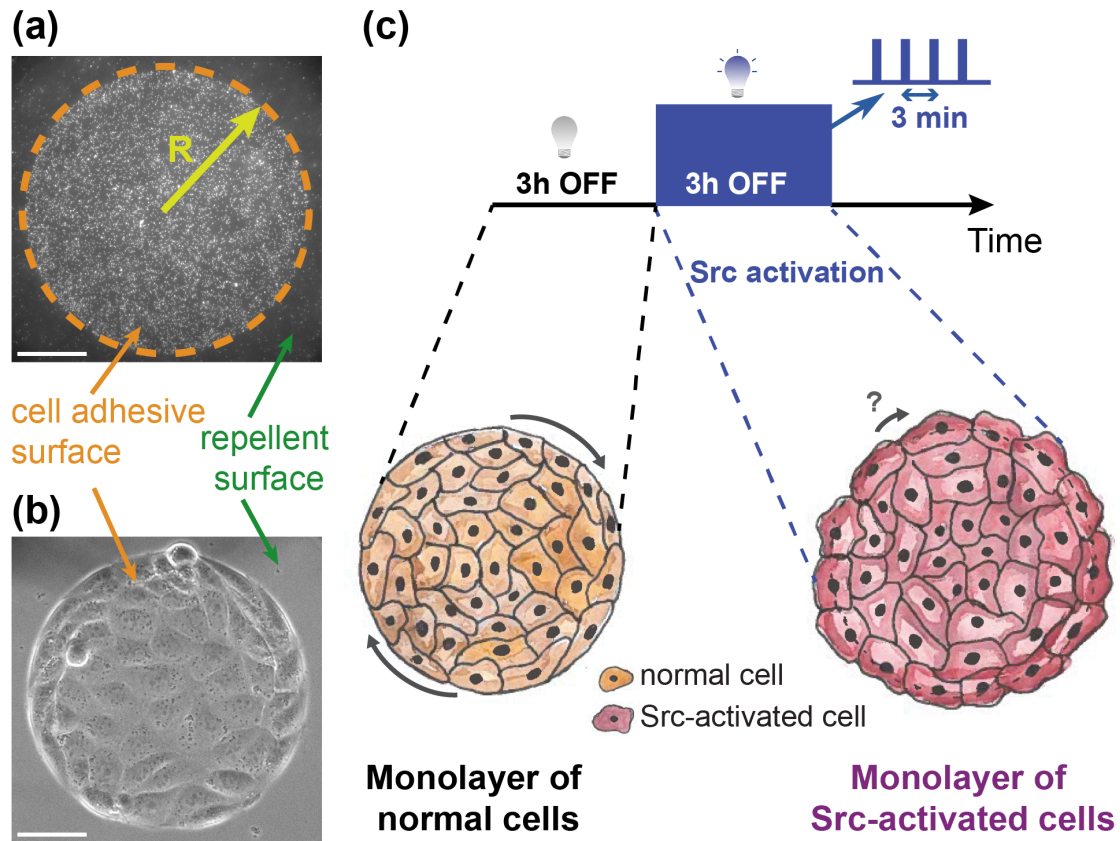 (a)
R
cell adhesive
surface
repellent
surface
(b)
(c)
3 min
3h OFF
3h OFF
Time
Src activation
?
normal cell
Src-activated cell
Monolayer of
normal cells
Monolayer of
Src-activated cells